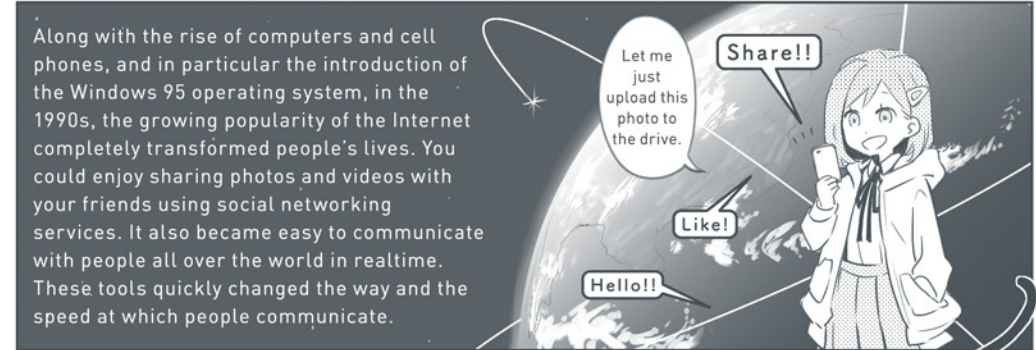 Along with the rise of computers and cell
phones, and in particular the introduction of
the Windows 95 operating system, in the
1990s, the growing popularity of the Internet
completely transformed people's lives. You
could enjoy sharing photos and videos with
your friends using social networking
services. It also became easy to communicate
with people all over the world in realtime.
These tools quickly changed the way and the
speed at which people communicate.
Let me
just
upload this
photo to
the drive.
Share!!
Like!
Hello!!